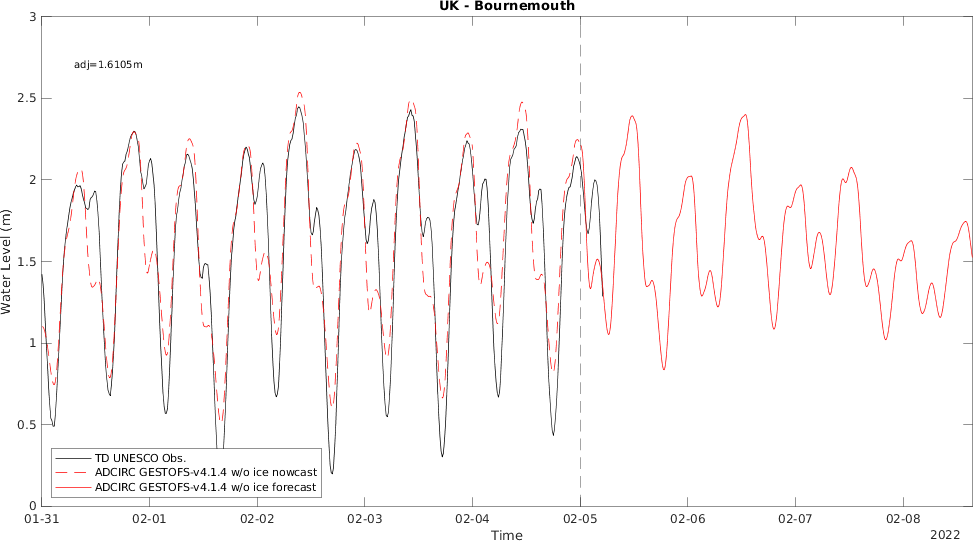 UK - Bournemouth
adj=1.6105m
Water Level (m)
3
2.5
2
1.5
1
0.5
0
TD UNESCO Obs.
ADCIRC GESTOFS-v4.1.4 w/o ice nowcast
ADCIRC GESTOFS-v4.1.4 w/o ice forecast
01-31 02-01 02-02 02-03 02-04 02-05 02-06 02-07 02-08
Time
2022